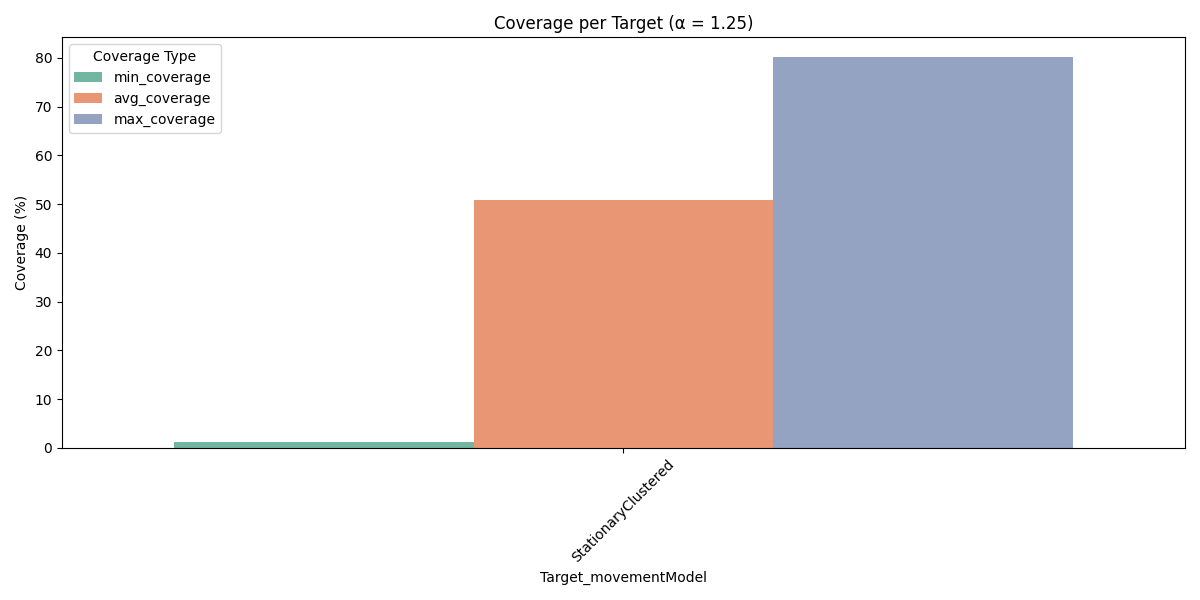 Coverage per Target (α = 1.25)
Coverage Type
min_coverage
avg_coverage
max_coverage
Coverage (%)
80
70
60
50
40
30
20
10
0
StationaryClustered
Target_movementModel